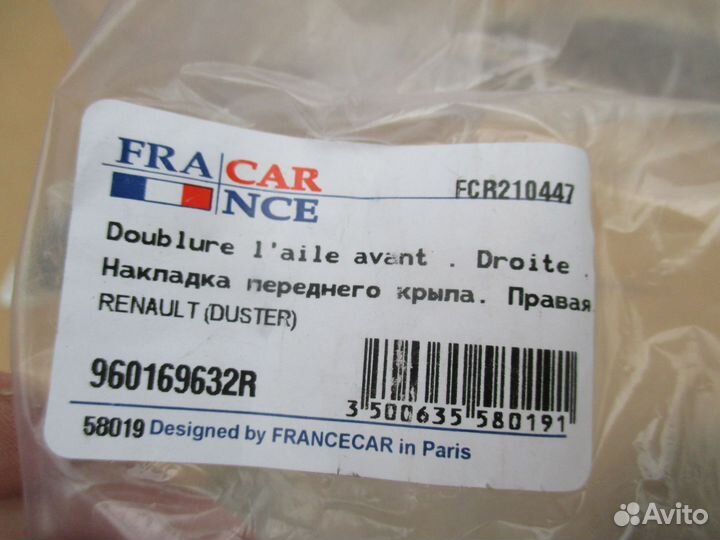 FRA CAR
NCE
FCR210447
Doublure l'aile avant . Droite .
Накладка переднего крыла. Правая
RENAULT (DUSTER)
960169632R
3 500635 580191
58019 Designed by FRANCECAR in Paris
Avito